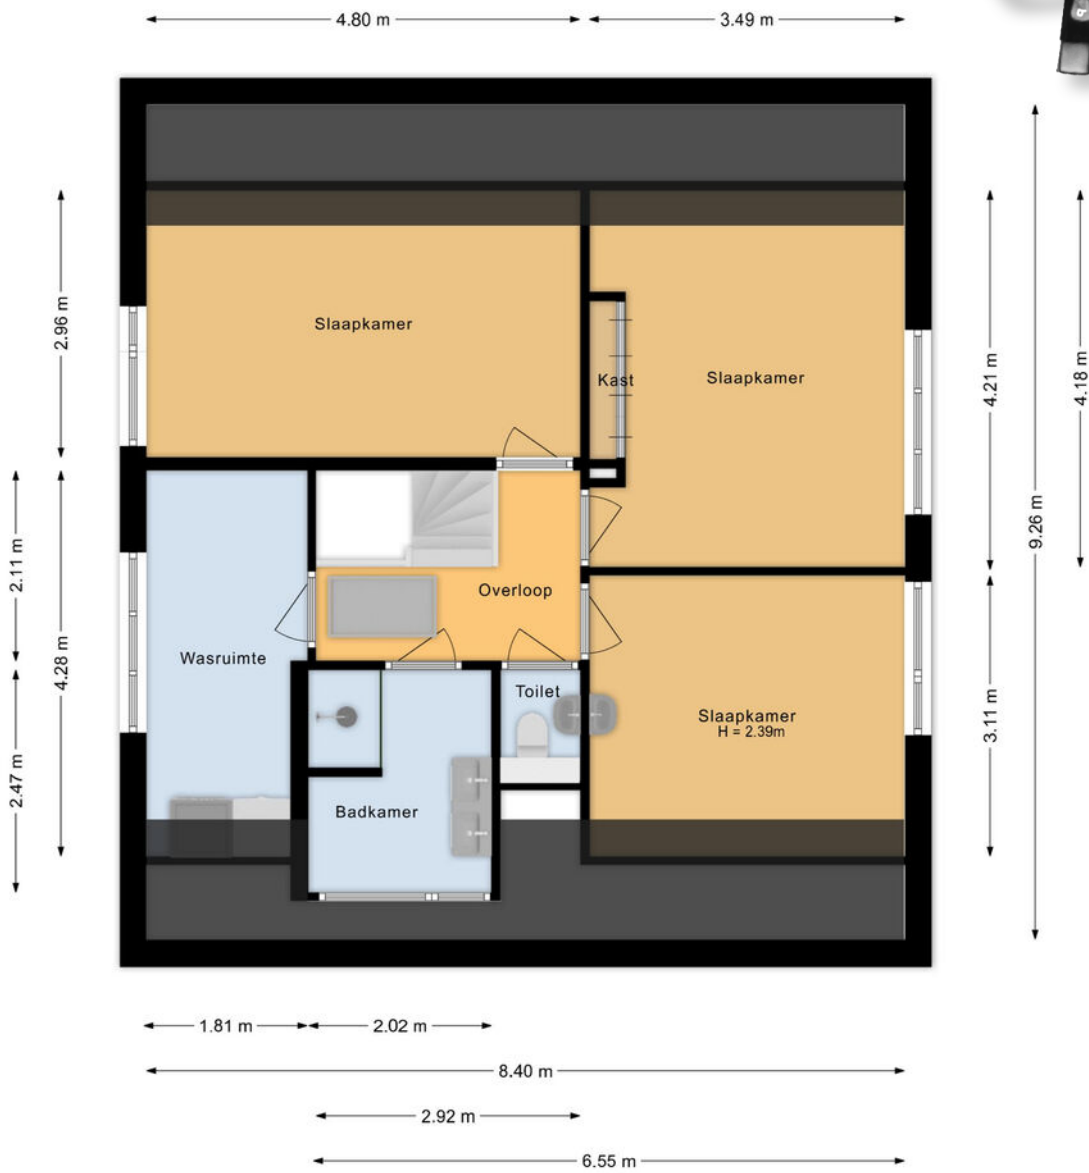 4.80 m
3.49 m
2.96 m
Slaapkamer
Kast
Slaapkamer
4.21 m
4.18 m
9.26 m
2.11 m
4.28 m
Overloop
Wasruimte
Toilet
Slaapkamer
H = 2.39m
3.11 m
2.47 m
Badkamer
1.81 m
2.02 m
8.40 m
2.92 m
6.55 m